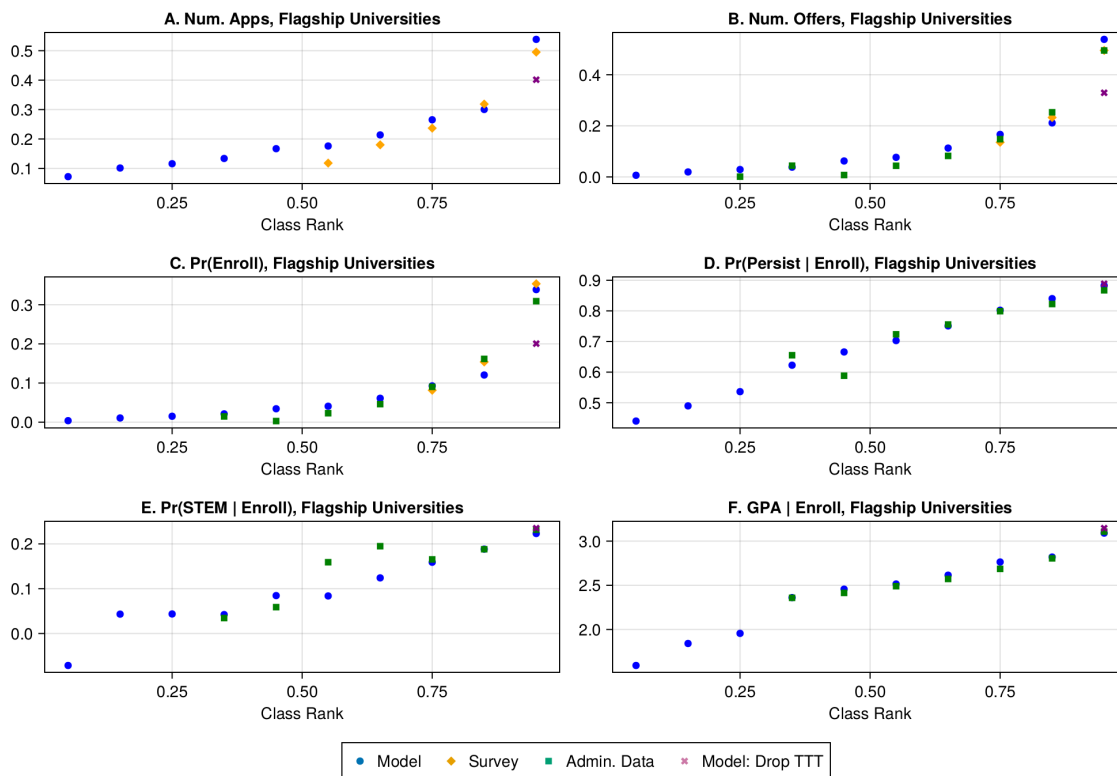 A. Num. Apps, Flagship Universities
0.5
0.4
0.3
0.2
0.1
0.25 0.50 0.75
Class Rank
B. Num. Offers, Flagship Universities
0.4
0.2
0.0
0.25 0.50 0.75
Class Rank
C. Pr(Enroll), Flagship Universities
0.3
0.2
0.1
0.0
0.25 0.50 0.75
Class Rank
D. Pr(Persist | Enroll), Flagship Universities
0.9
0.8
0.7
0.6
0.5
0.25 0.50 0.75
Class Rank
E. Pr(STEM | Enroll), Flagship Universities
0.2
0.1
0.0
0.25 0.50 0.75
Class Rank
F. GPA | Enroll, Flagship Universities
3.0
2.5
2.0
0.25 0.50 0.75
Class Rank
Model Survey Admin. Data Model: Drop TTT